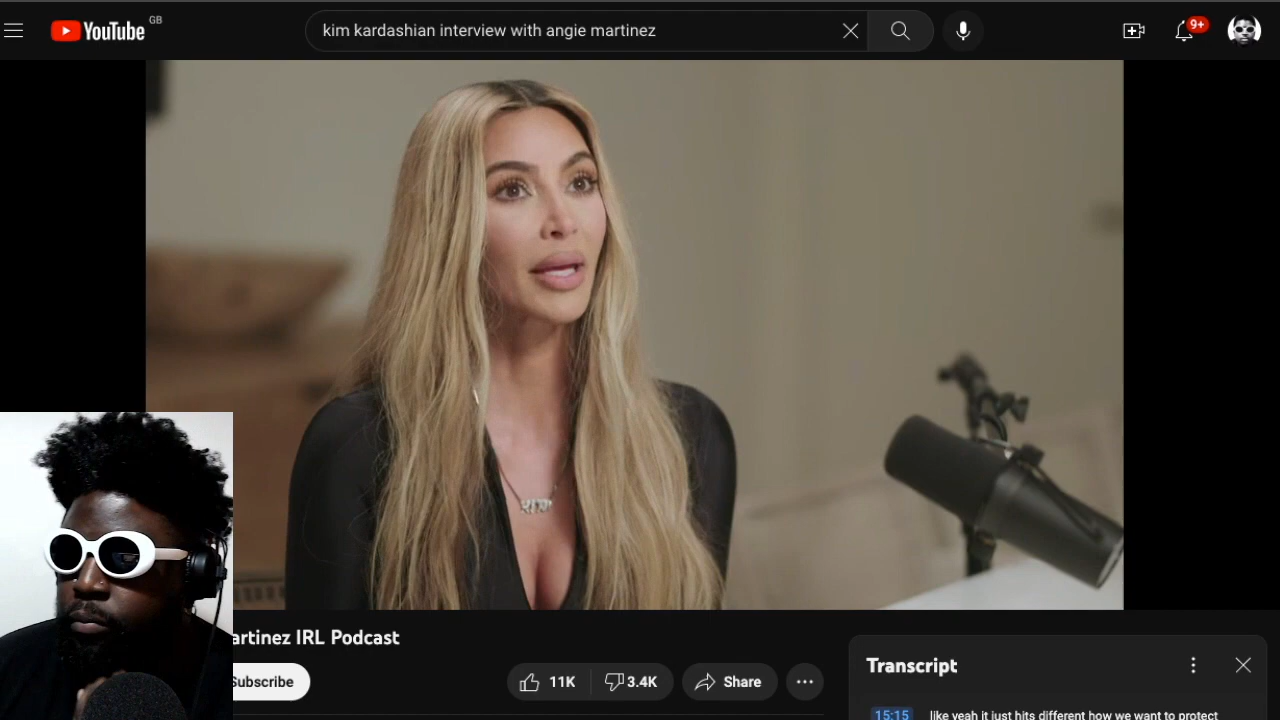 YouTube GB
kim kardashian interview with angie martinez
9+
artinez IRL Podcast
Subscribe
11K
3.4K
Share
Transcript
15:15 like yeah it just hits different how we want to protect